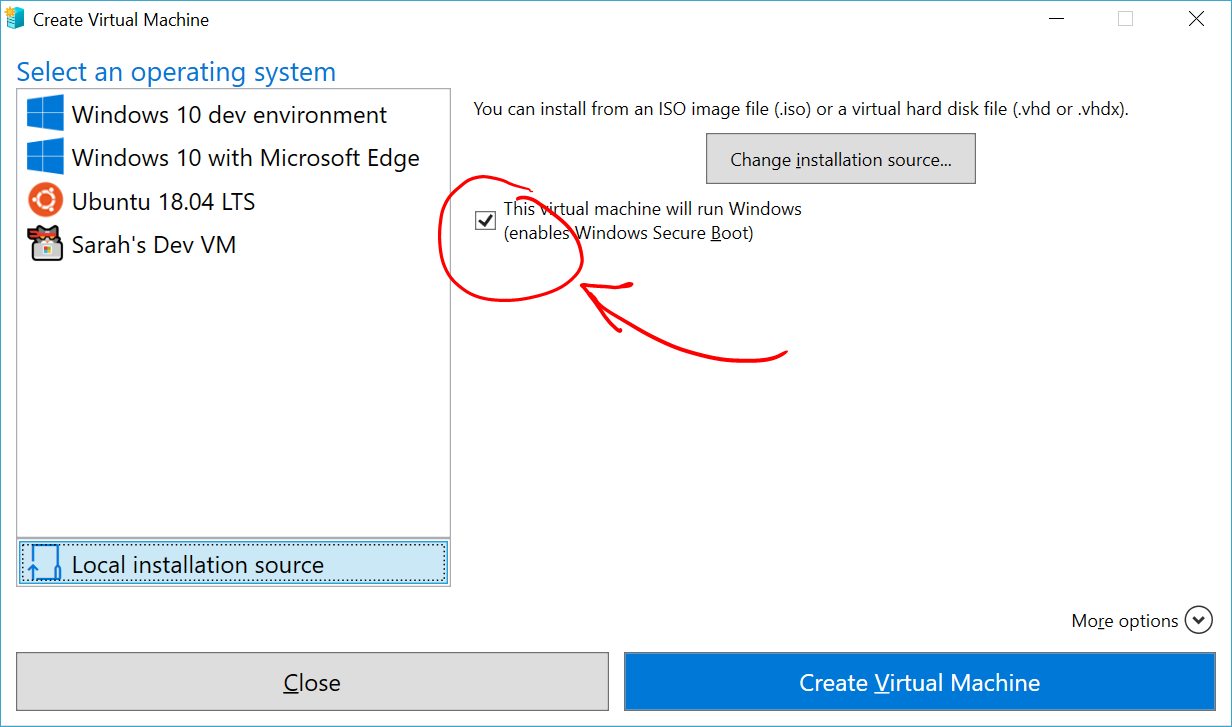 Create Virtual Machine
Select an operating system
Windows 10 dev environment
Windows 10 with Microsoft Edge
Ubuntu 18.04 LTS
Sarah's Dev VM
Local installation source
You can install from an ISO image file (.iso) or a virtual hard disk file (.vhd or .vhdx).
Change installation source...
This virtual machine will run Windows
(enables Windows Secure Boot)
More options
Close
Create Virtual Machine